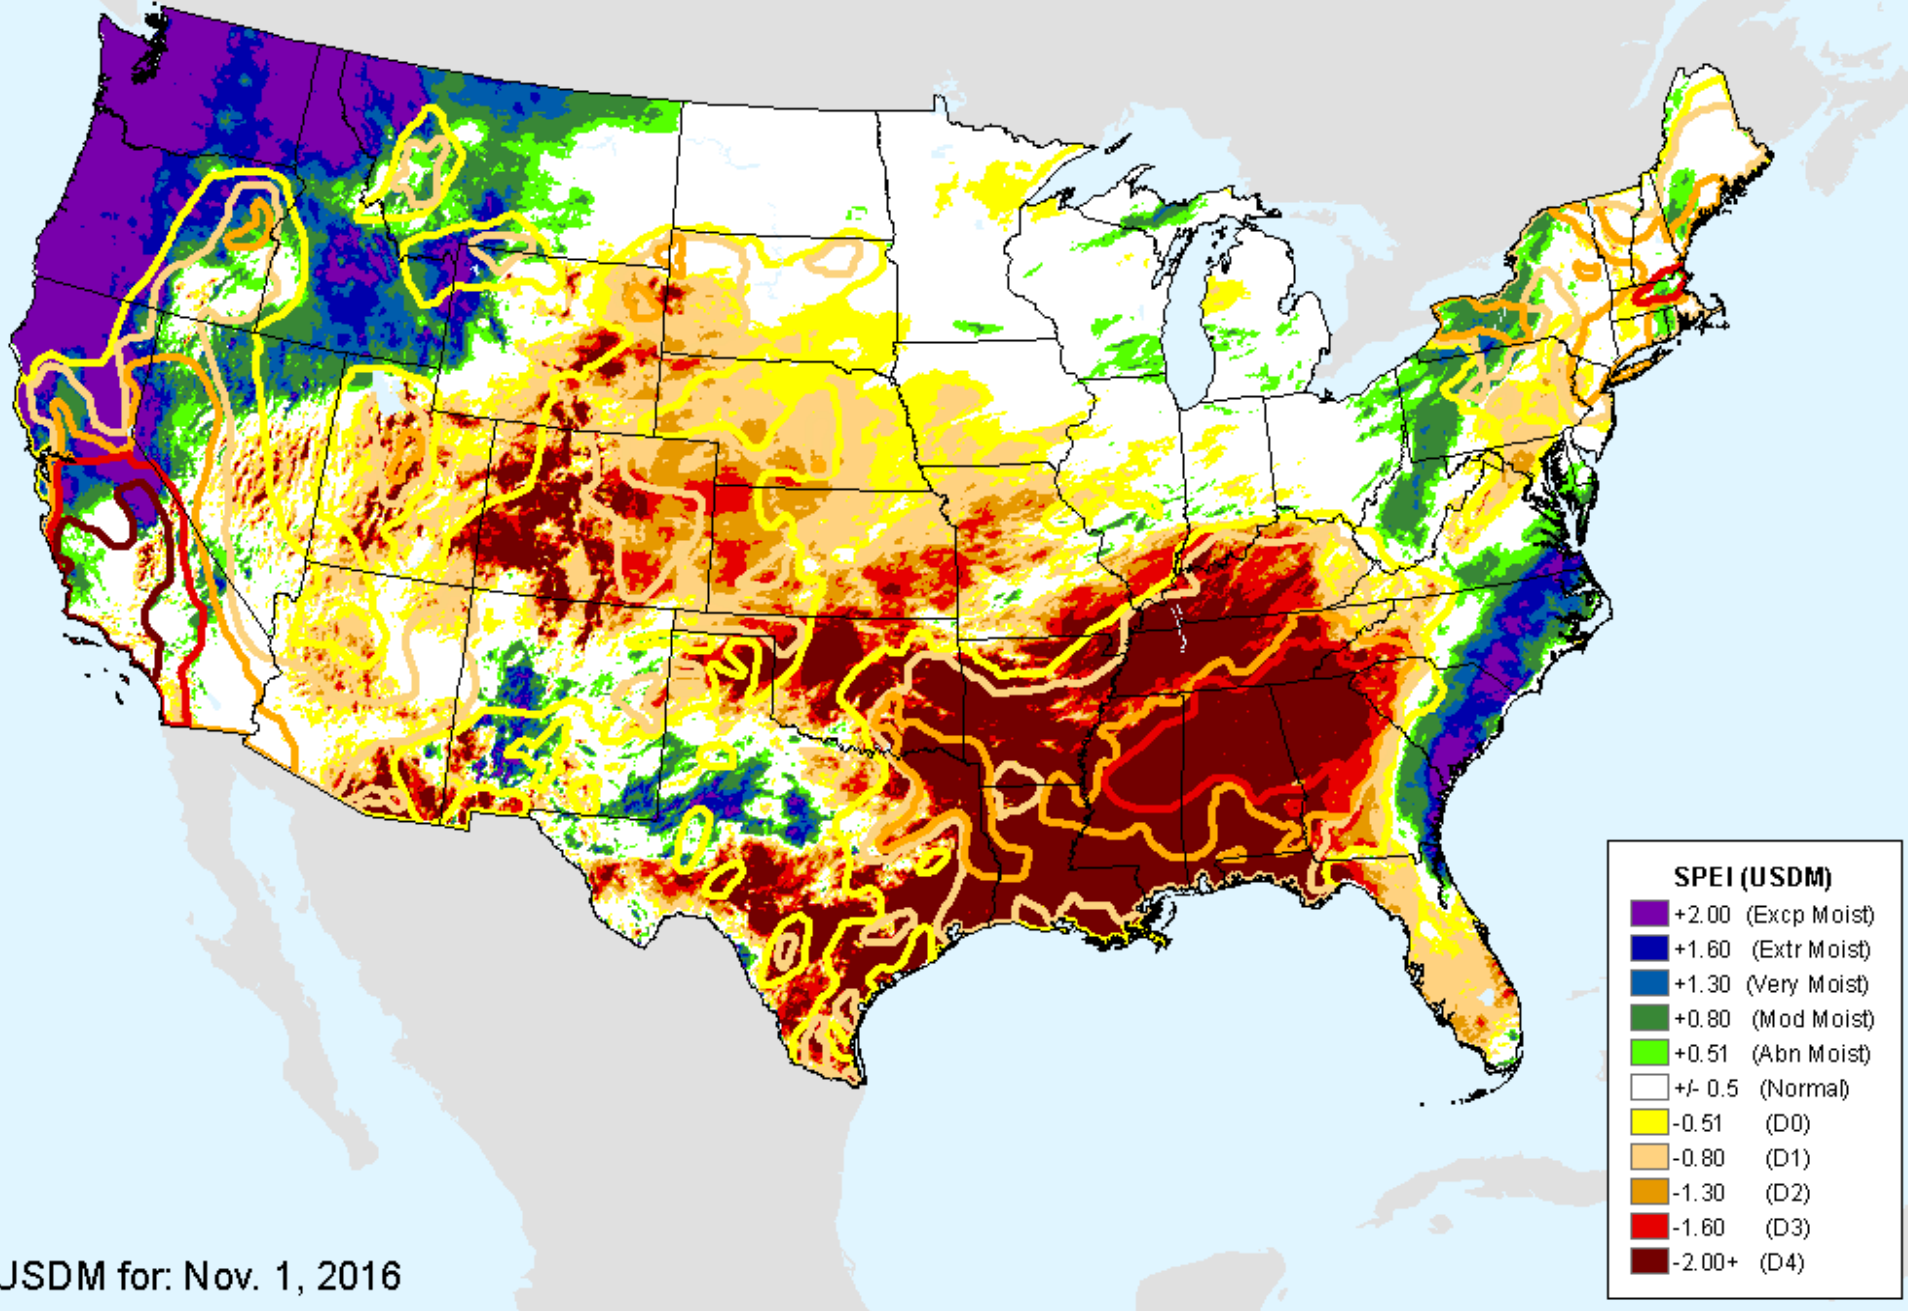 SPEI (USDM)
+2.00 (Excp Moist)
+1.60 (Extr Moist)
+1.30 (Very Moist)
+0.80 (Mod Moist)
+0.51 (Abn Moist)
+/- 0.5 (Normal)
-0.51 (D0)
-0.80 (D1)
-1.30 (D2)
-1.60 (D3)
-2.00+ (D4)
USDM for: Nov. 1, 2016